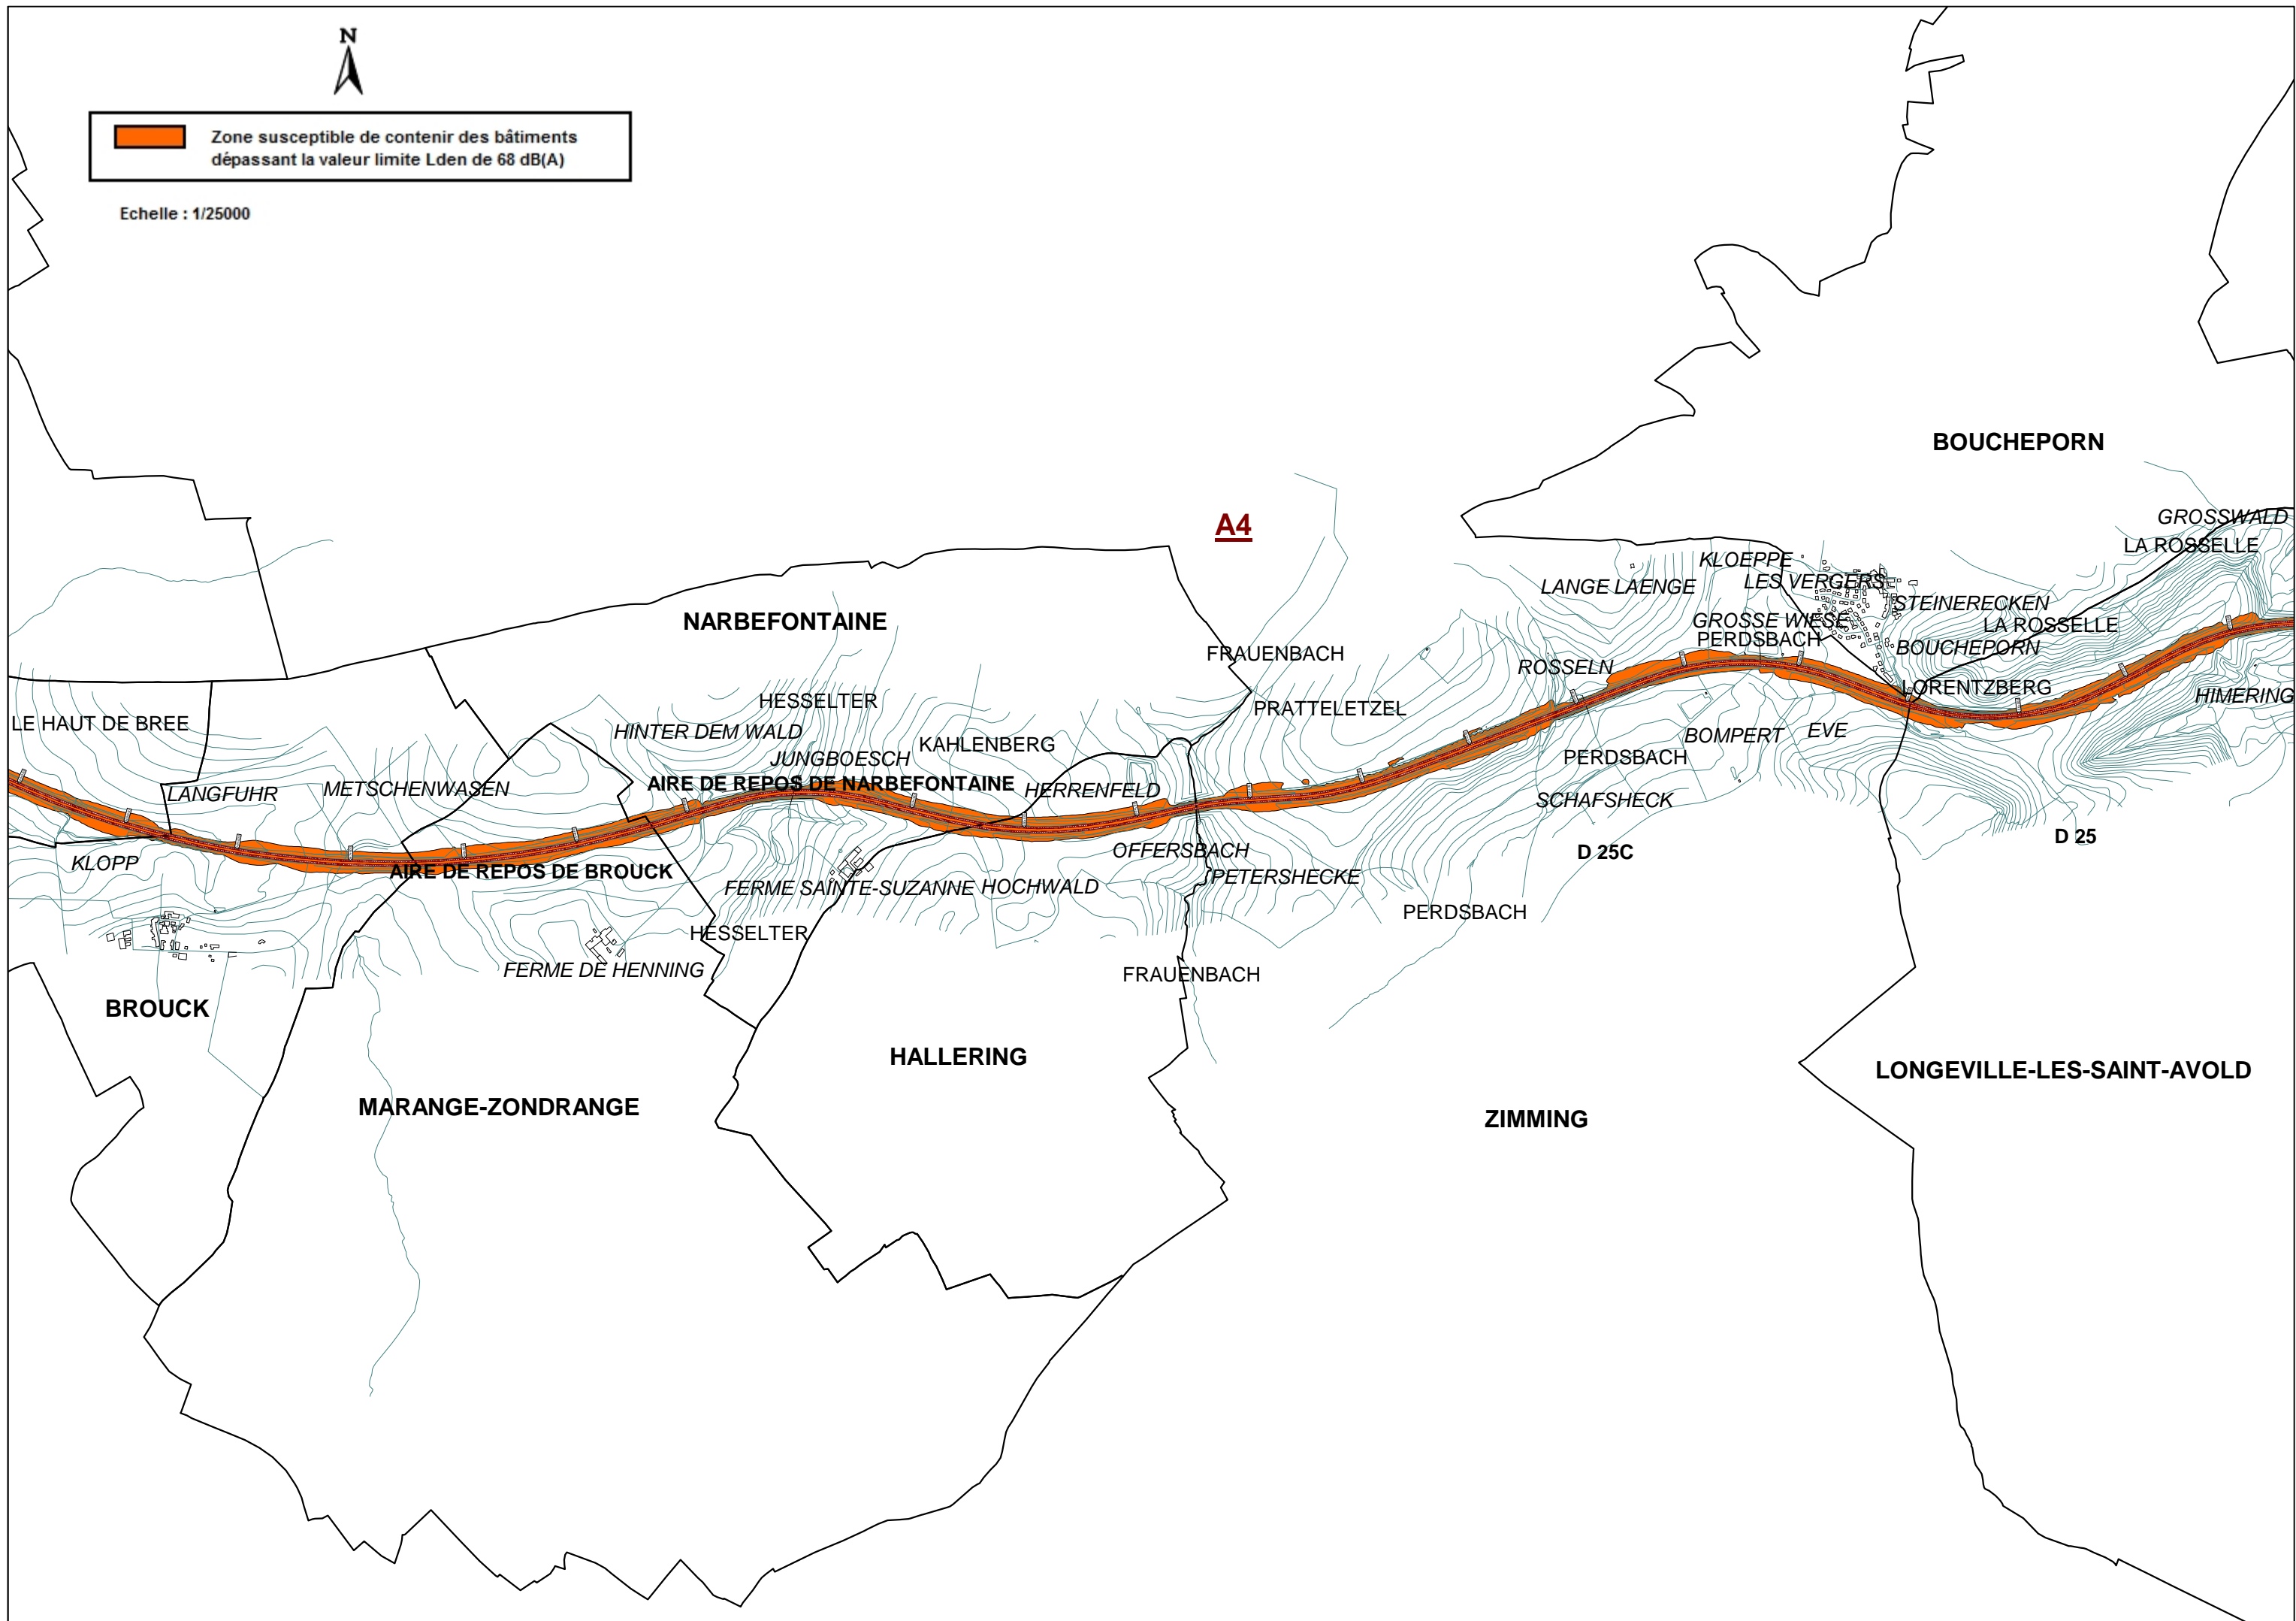 N
Zone susceptible de contenir des bâtiments
dépassant la valeur limite Lden de 68 dB(A)
Echelle : 1/25000
BOUCHEPORN
A4
GROSSWALD
LA ROSSELLE
KLOEPPE
LANGE LAENGE
LES VERGERS
STEINERECKEN
NARBEFONTAINE
GROSSE WIESE
LA ROSSELLE
PERDSBACH
BOUCHEPORN
FRAUENBACH
ROSSELN
LORENTZBERG
HIMERING
HESSELTER
PRATTELETZEL
LE HAUT DE BREE
HINTER DEM WALD
KAHLENBERG
BOMPERT
EVE
JUNGBOESCH
PERDSBACH
AIRE DE REPOS DE NARBEFONTAINE
HERRENFELD
LANGFUHR
METSCHENWASEN
SCHAFSHECK
D 25
OFFERSBACH
D 25C
KLOPP
AIRE DE REPOS DE BROUCK
PETERSHECKE
FERME SAINTE-SUZANNE
HOCHWALD
PERDSBACH
HESSELTER
FERME DE HENNING
FRAUENBACH
BROUCK
HALLERING
LONGEVILLE-LES-SAINT-AVOLD
MARANGE-ZONDRANGE
ZIMMING